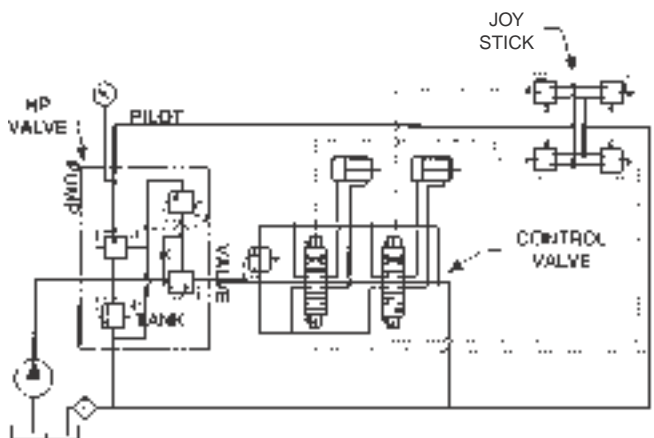 JOY
STICK
HP
VALVE
PILOT
PUMP
VALVE
TANK
CONTROL
VALVE